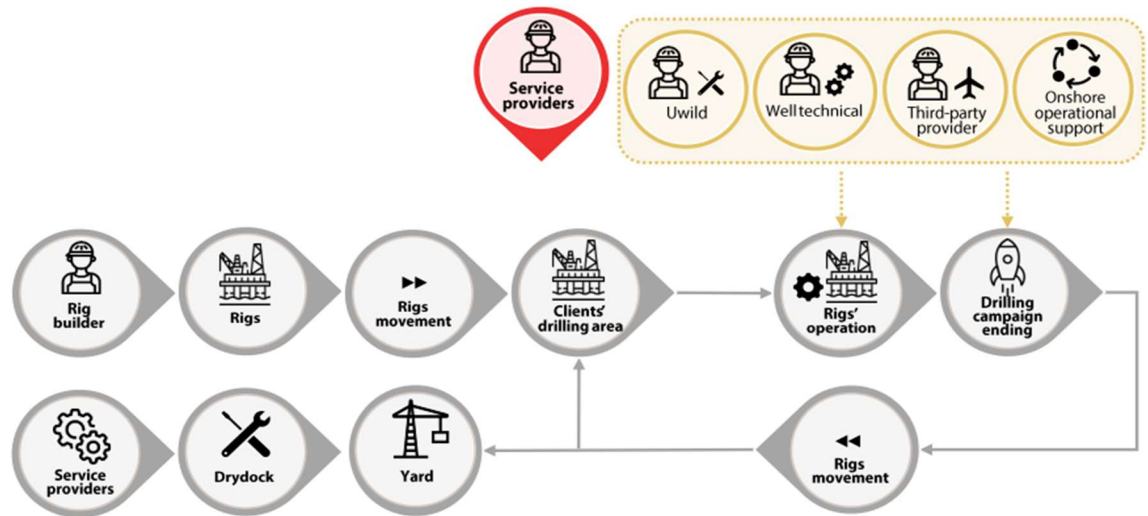 Service
providers
Uwild
Well technical
Third-party
provider
Onshore
operational
support
Rig
builder
Rigs
Rigs
movement
Clients'
drilling area
Rigs'
operation
Drilling
campaign
ending
Service
providers
Drydock
Yard
Rigs
movement